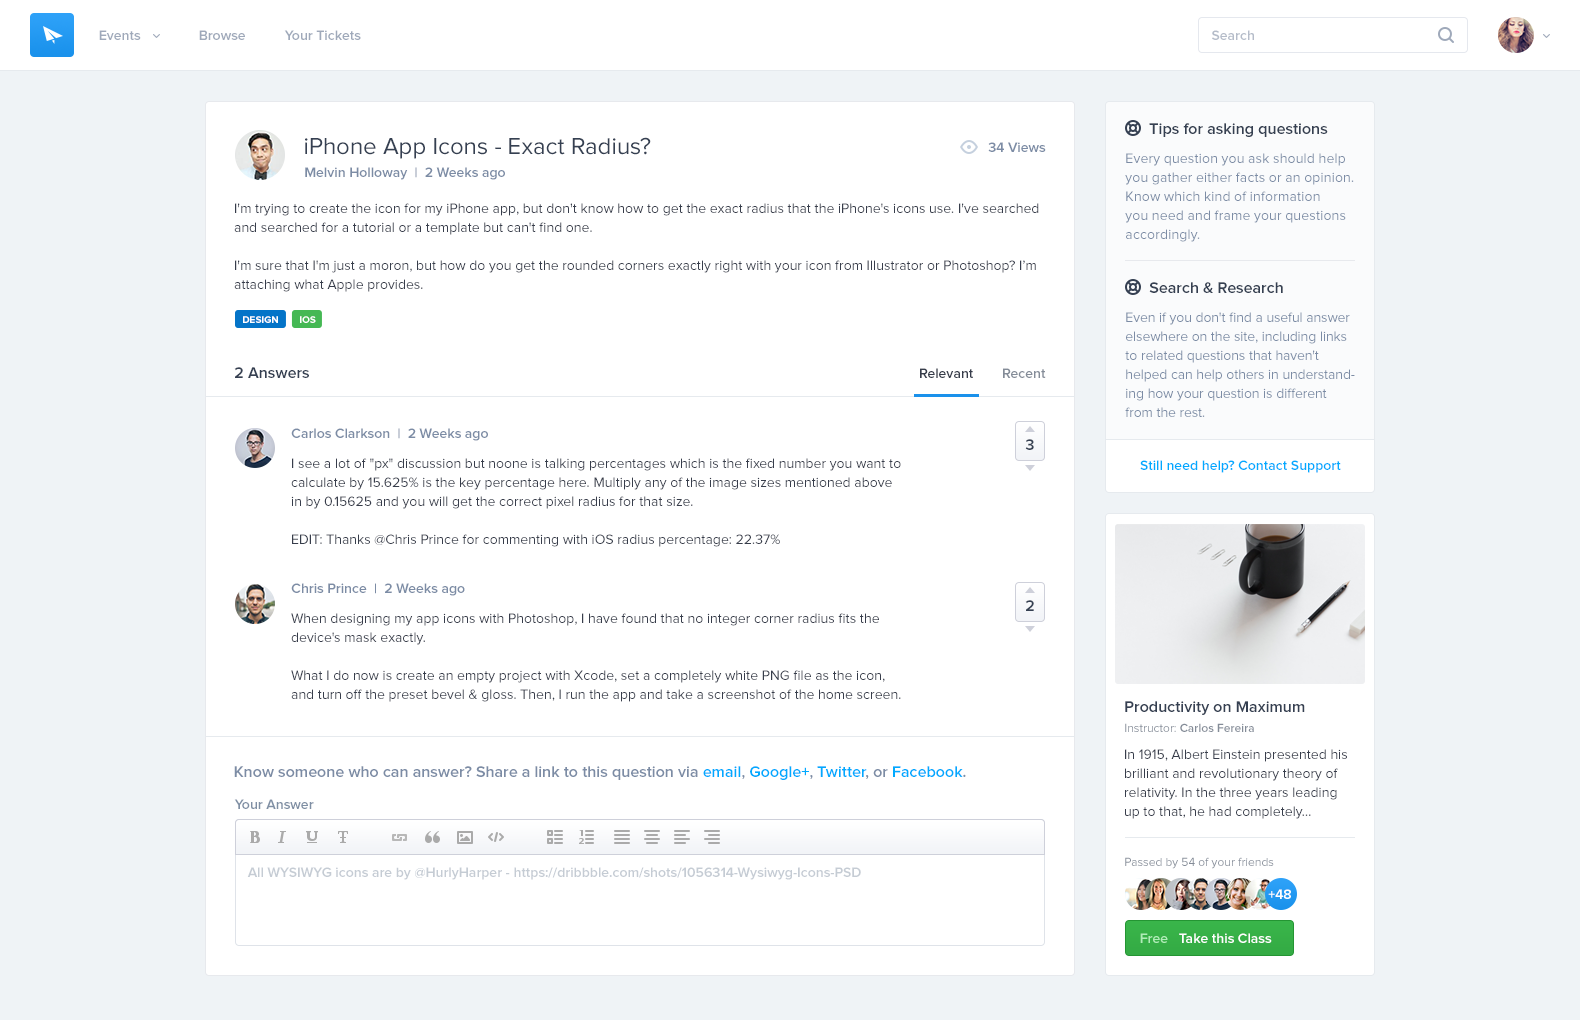 Events
Browse
Your Tickets
Search
iPhone App Icons - Exact Radius?
34 Views
Melvin Holloway | 2 Weeks ago
I'm trying to create the icon for my iPhone app, but don't know how to get the exact radius that the iPhone's icons use. I've searched
and searched for a tutorial or a template but can't find one.
I'm sure that I'm just a moron, but how do you get the rounded corners exactly right with your icon from Illustrator or Photoshop? I'm
attaching what Apple provides.
DESIGN IOS
2 Answers
Relevant
Recent
Carlos Clarkson | 2 Weeks ago
3
I see a lot of "px" discussion but noone is talking percentages which is the fixed number you want to
calculate by 15.625% is the key percentage here. Multiply any of the image sizes mentioned above
in by 0.15625 and you will get the correct pixel radius for that size.
EDIT: Thanks @Chris Prince for commenting with iOS radius percentage: 22.37%
Chris Prince | 2 Weeks ago
2
When designing my app icons with Photoshop, I have found that no integer corner radius fits the
device's mask exactly.
What I do now is create an empty project with Xcode, set a completely white PNG file as the icon,
and turn off the preset bevel & gloss. Then, I run the app and take a screenshot of the home screen.
Know someone who can answer? Share a link to this question via email, Google+, Twitter, or Facebook.
Your Answer
All WYSIWYG icons are by @HurlyHarper - https://dribbble.com/shots/1056314-Wysiwyg-Icons-PSD
Tips for asking questions
Every question you ask should help
you gather either facts or an opinion.
Know which kind of information
you need and frame your questions
accordingly.
Search & Research
Even if you don't find a useful answer
elsewhere on the site, including links
to related questions that haven't
helped can help others in understand-
ing how your question is different
from the rest.
Still need help? Contact Support
Productivity on Maximum
Instructor: Carlos Fereira
In 1915, Albert Einstein presented his
brilliant and revolutionary theory of
relativity. In the three years leading
up to that, he had completely...
Passed by 54 of your friends
+48
Free Take this Class